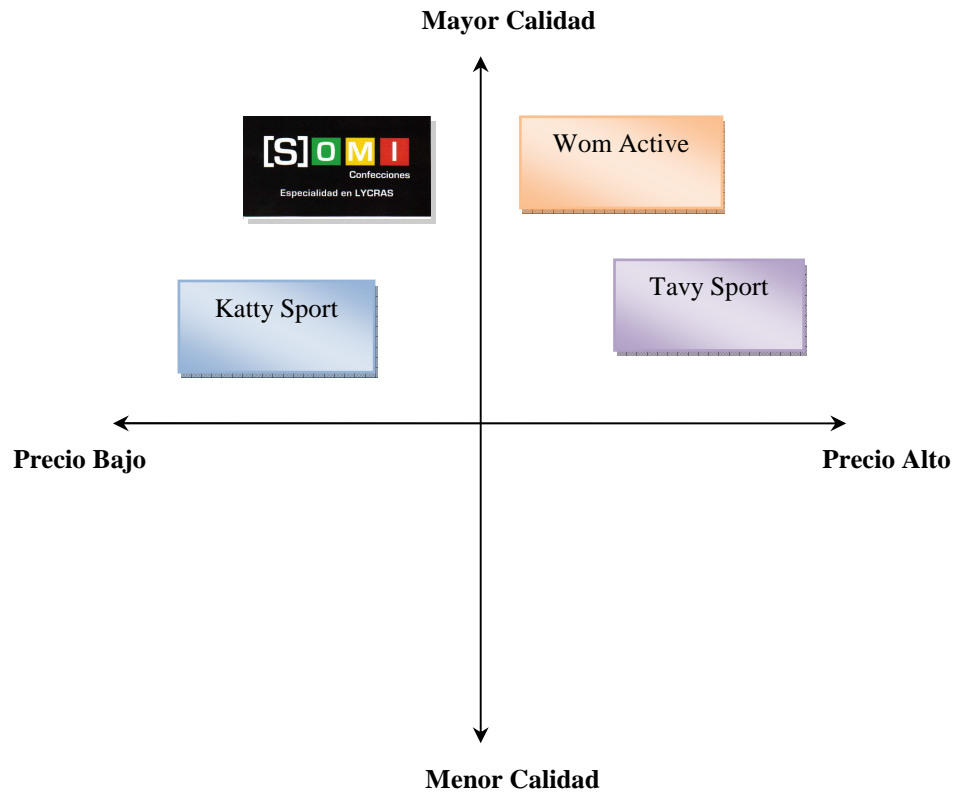 Mayor Calidad
[S]OMI
Confecciones
Especialidad en LYCRAS
Wom Active
Katty Sport
Tavy Sport
Precio Bajo
Precio Alto
Menor Calidad